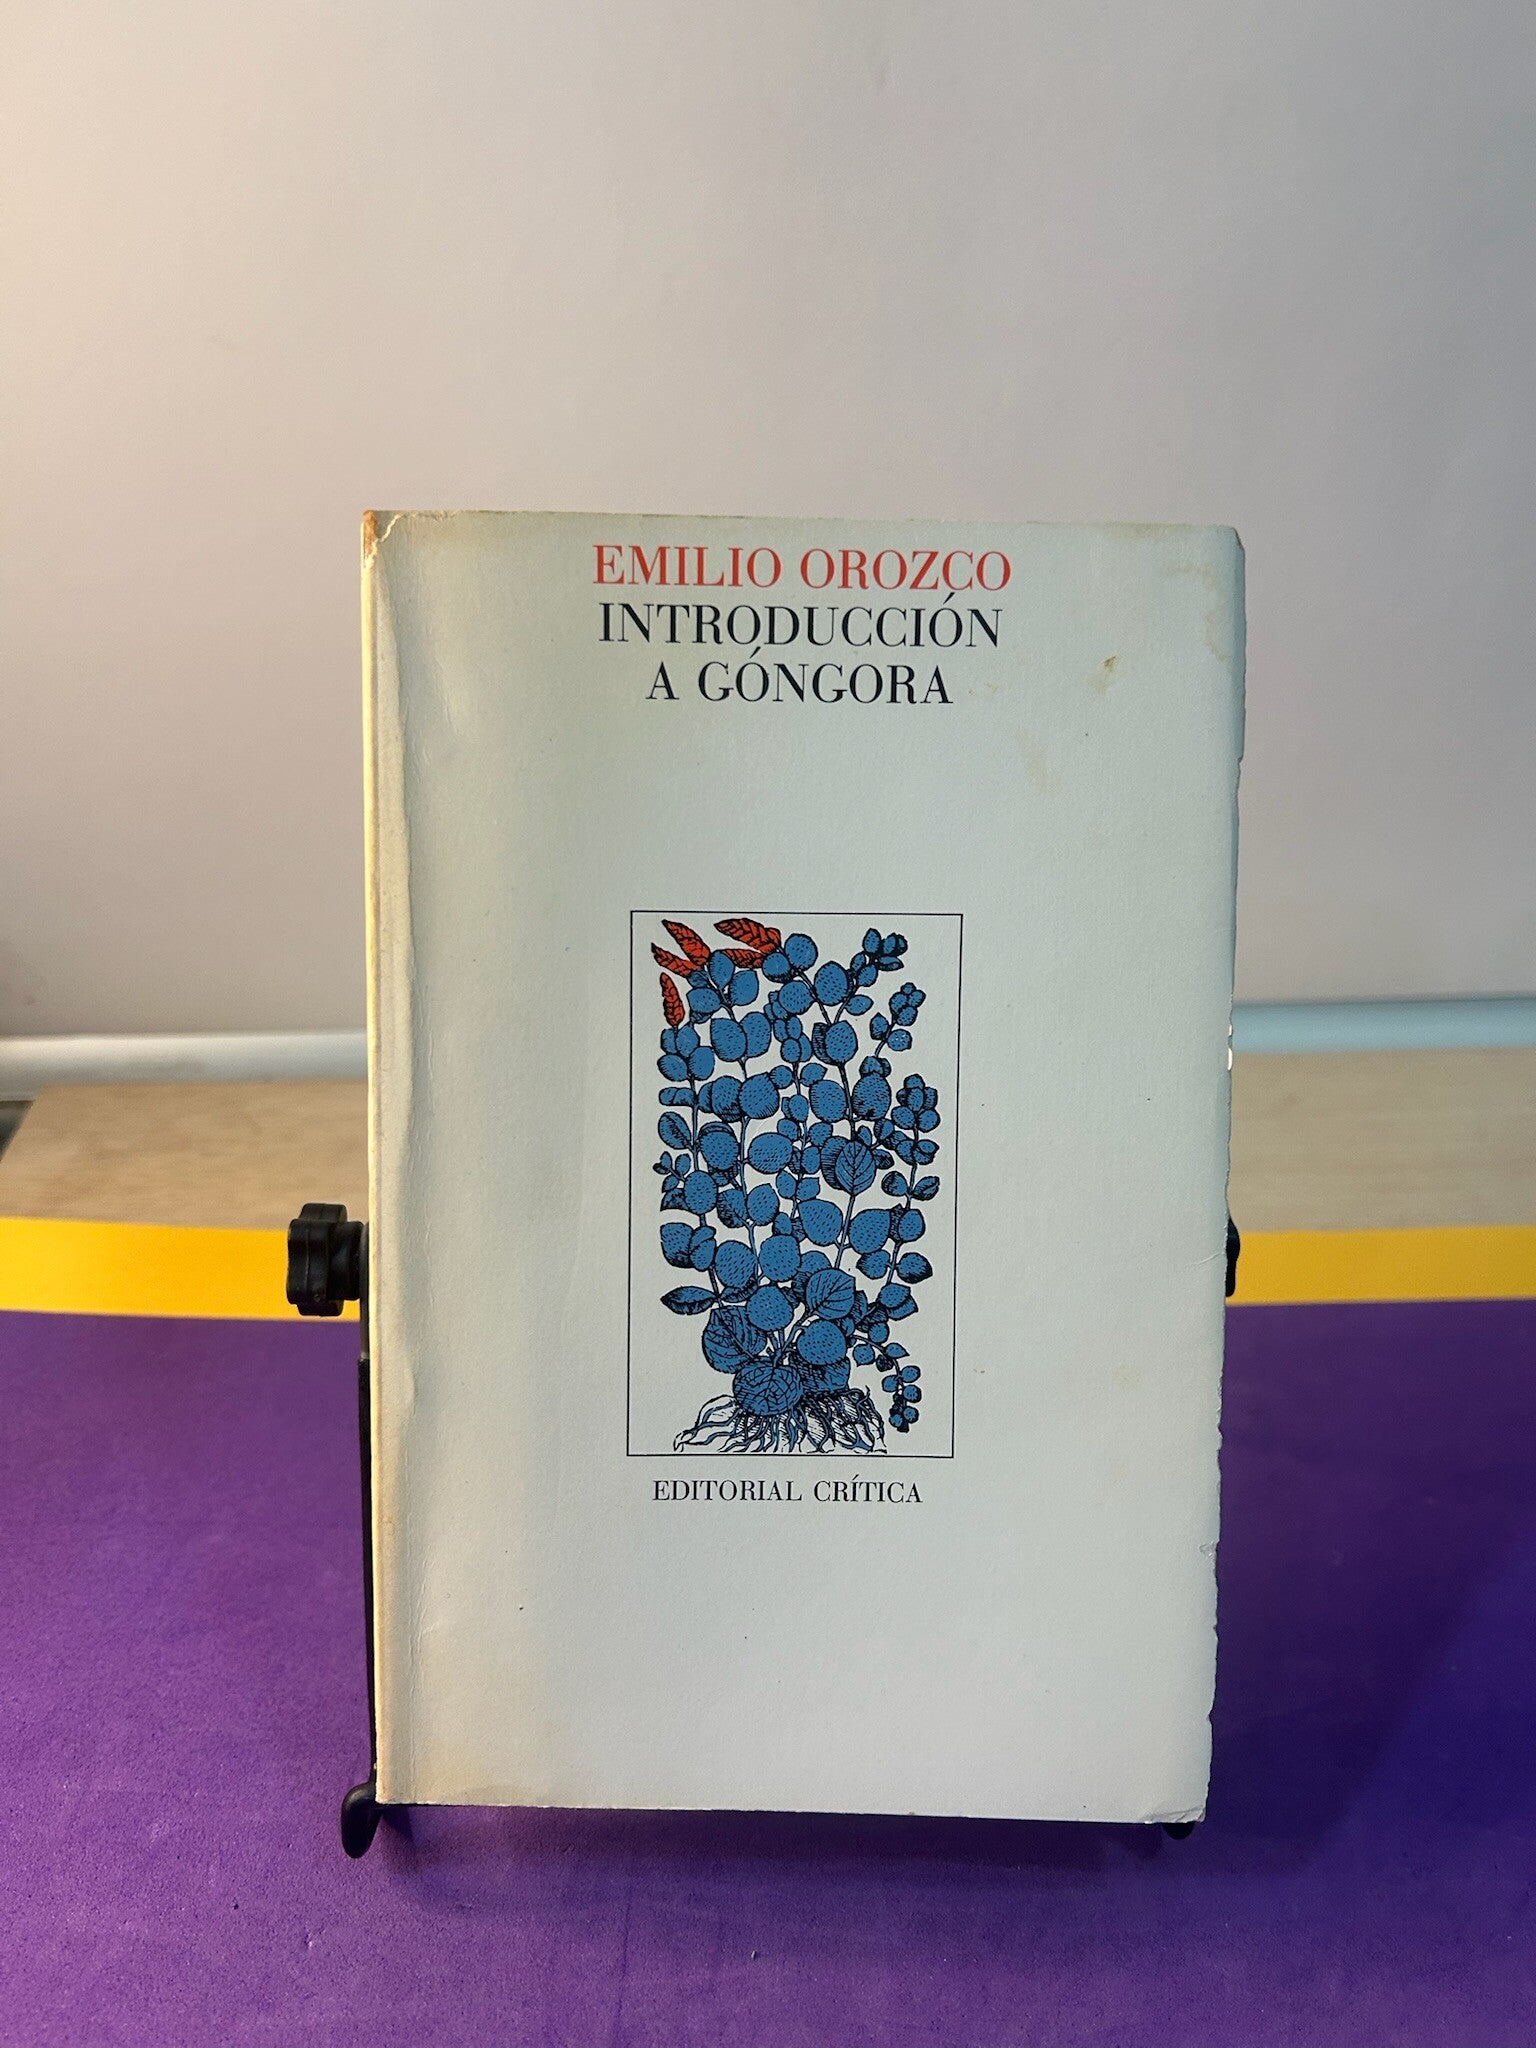 EMILIO OROZCO
INTRODUCCIÓN
A GÓNGORA
EDITORIAL CRÍTICA